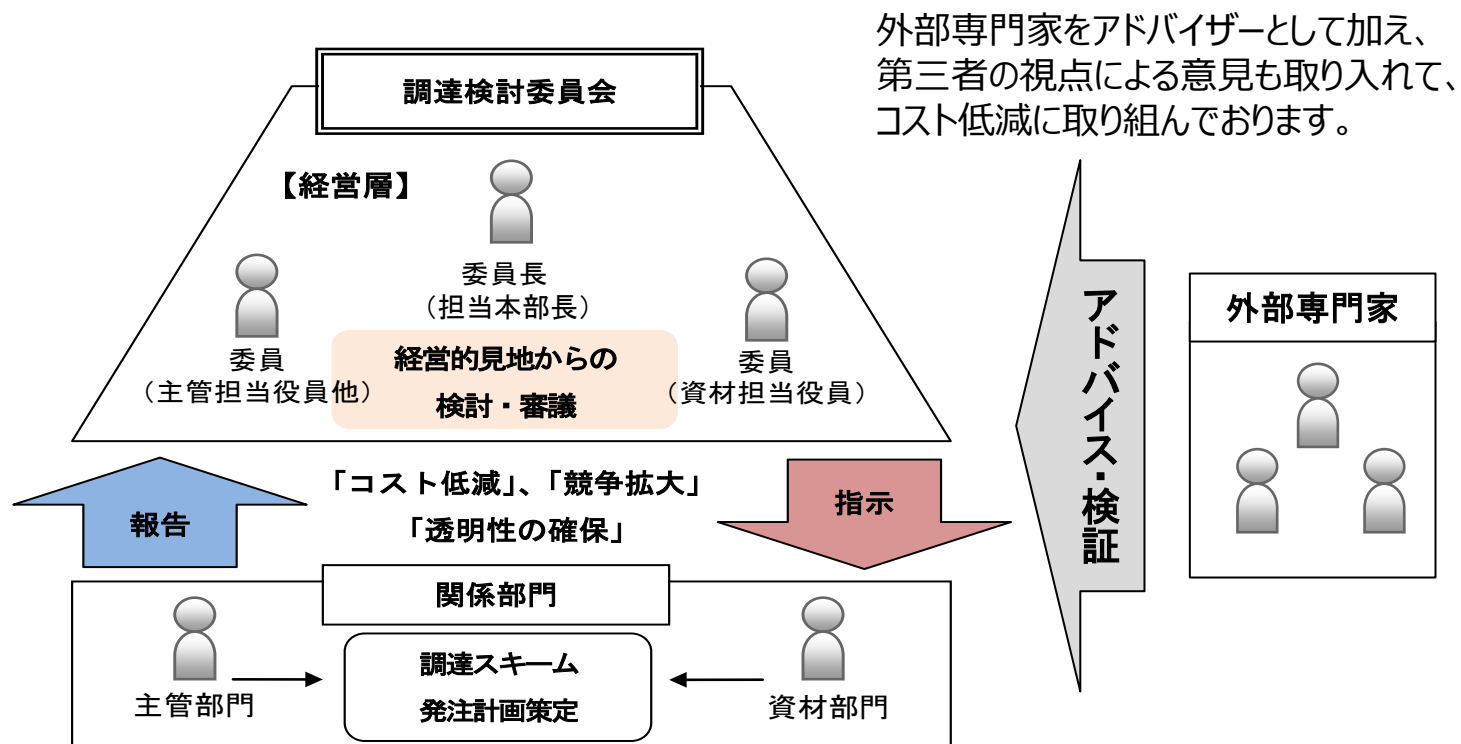 外部専門家をアドバイザーとして加え、
第三者の視点による意見も取り入れて、
コスト低減に取り組んでおります。
調達検討委員会
【経営層】
委員長
（担当本部長）
委員
（主管担当役員他）
経営的見地からの
検討・審議
委員
（資材担当役員）
報告
「コスト低減」、「競争拡大」
「透明性の確保」
指示
関係部門
主管部門
調達スキーム
発注計画策定
資材部門
アドバイス・検証
外部専門家